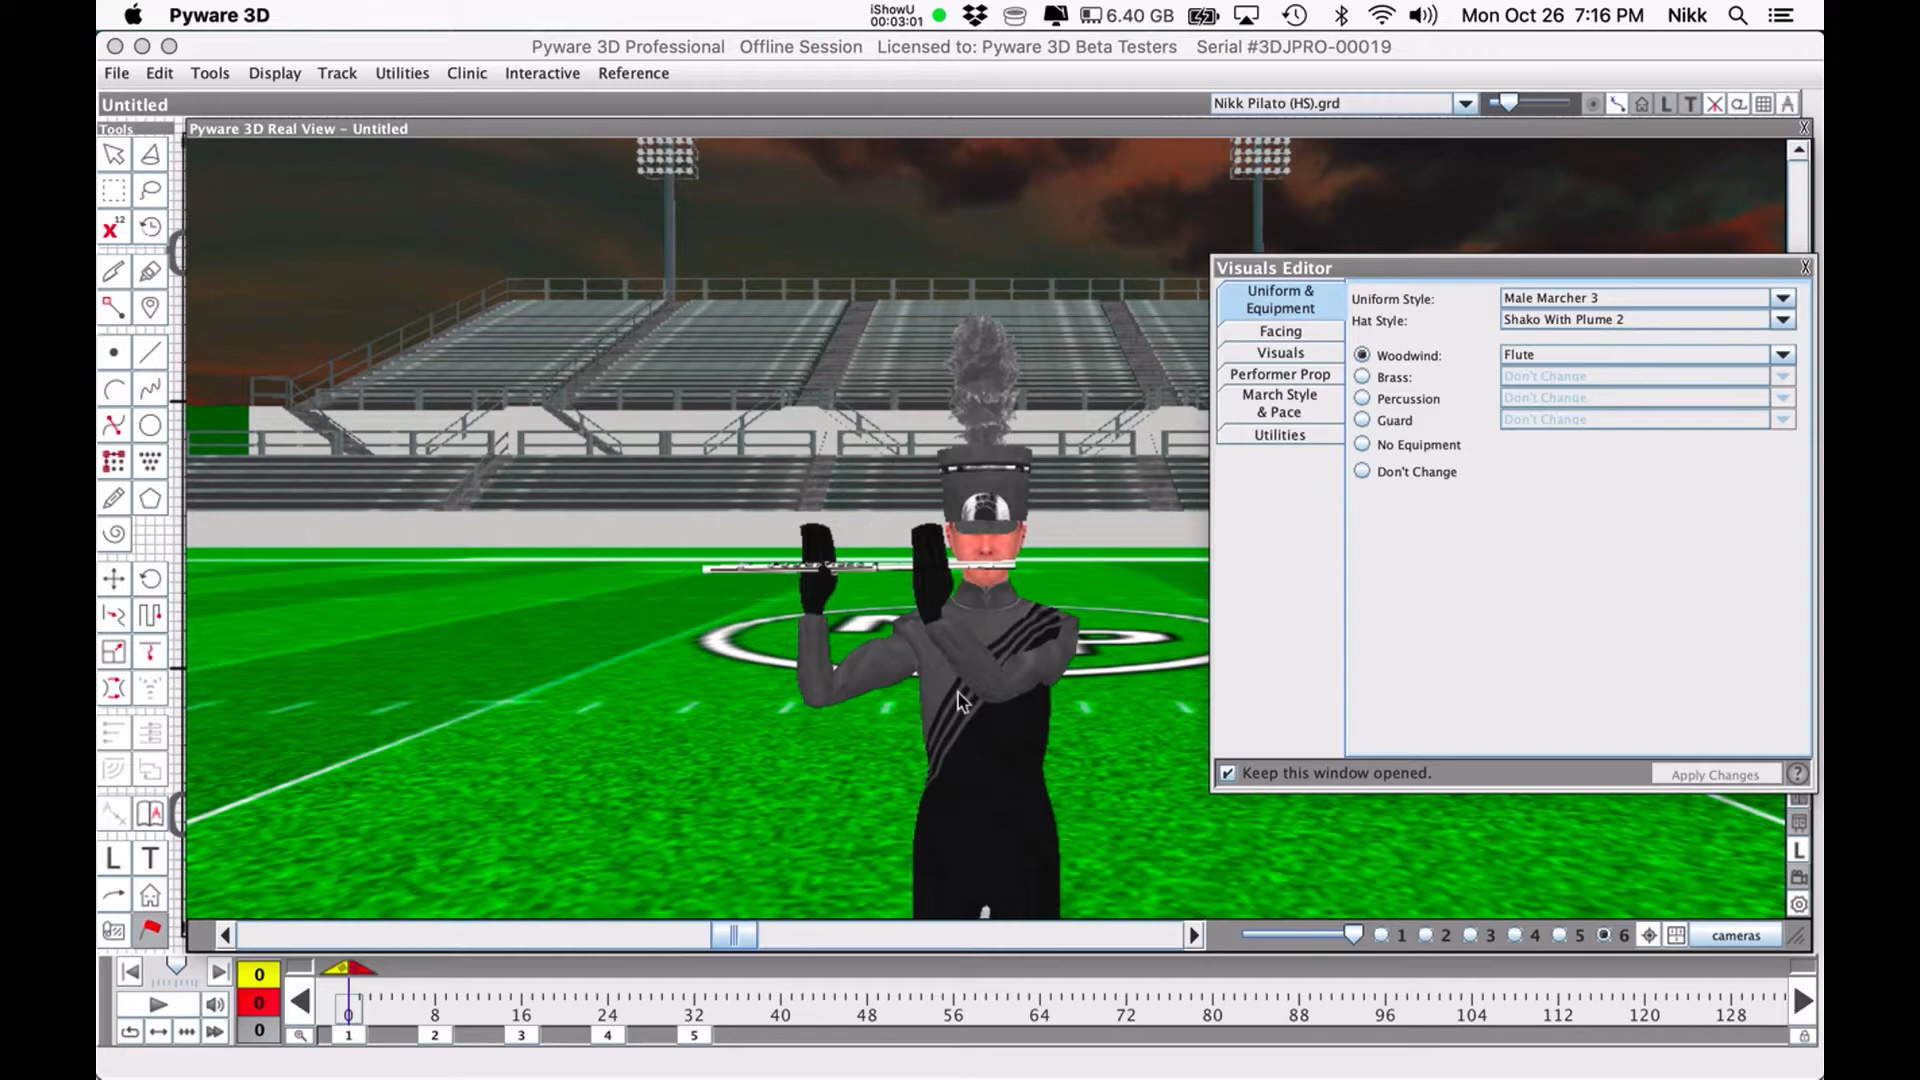 Pyware 3D
iShowU
00:03:01
6.40 GB
Mon Oct 26 7:16 PM Nikk
Pyware 3D Professional Offline Session Licensed to: Pyware 3D Beta Testers Serial #3DJPRO-00019
File Edit Tools Display Track Utilities Clinic Interactive Reference
Untitled
Nikk Pilato (HS).grd
L T
Tools
Pyware 3D Real View - Untitled
X
x12
Visuals Editor
X
Uniform &
Equipment
Facing
Visuals
Performer Prop
March Style
& Pace
Utilities
Uniform Style: Male Marcher 3
Hat Style: Shako With Plume 2
Woodwind: Flute
Brass: Don't Change
Percussion Don't Change
Guard Don't Change
No Equipment
Don't Change
Keep this window opened.
Apply Changes
?
L T
L
1 2 3 4 5 6 cameras
0
0
0
0 8 16 24 32 40 48 56 64 72 80 88 96 104 112 120 128
1 2 3 4 5